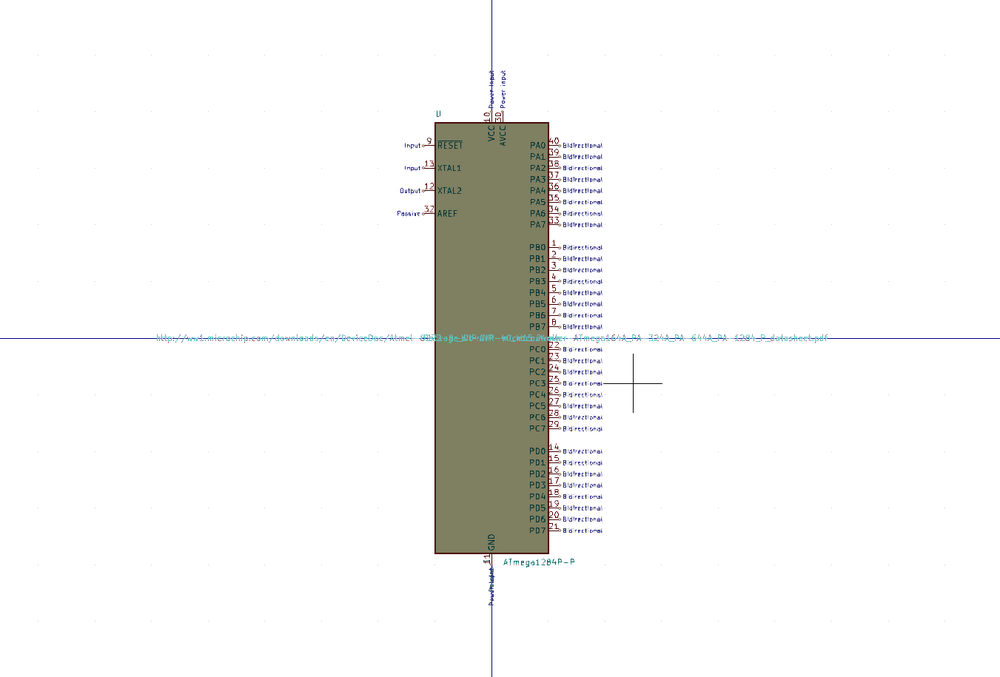 Power input Power input
10 30
U
VCC AVCC
Input 9 RESET PA0 40 Bidirectional
PA1 39 Bidirectional
Input 13 XTAL1 PA2 38 Bidirectional
PA3 37 Bidirectional
Output 12 XTAL2 PA4 36 Bidirectional
PA5 35 Bidirectional
Passive 32 AREF PA6 34 Bidirectional
PA7 33 Bidirectional
PB0 1 Bidirectional
PB1 2 Bidirectional
PB2 3 Bidirectional
PB3 4 Bidirectional
PB4 5 Bidirectional
PB5 6 Bidirectional
PB6 7 Bidirectional
PB7 8 Bidirectional
http://ww1.microchip.com/downloads/en/DeviceDoc/Atmel ATmega164A_PA 324A_PA 644A_PA 1284_P_datasheet.pdf
PC0 22 Bidirectional
PC1 23 Bidirectional
PC2 24 Bidirectional
PC3 25 Bidirectional
PC4 26 Bidirectional
PC5 27 Bidirectional
PC6 28 Bidirectional
PC7 29 Bidirectional
PD0 14 Bidirectional
PD1 15 Bidirectional
PD2 16 Bidirectional
PD3 17 Bidirectional
PD4 18 Bidirectional
PD5 19 Bidirectional
PD6 20 Bidirectional
PD7 21 Bidirectional
GND
11
ATmega1284P-P